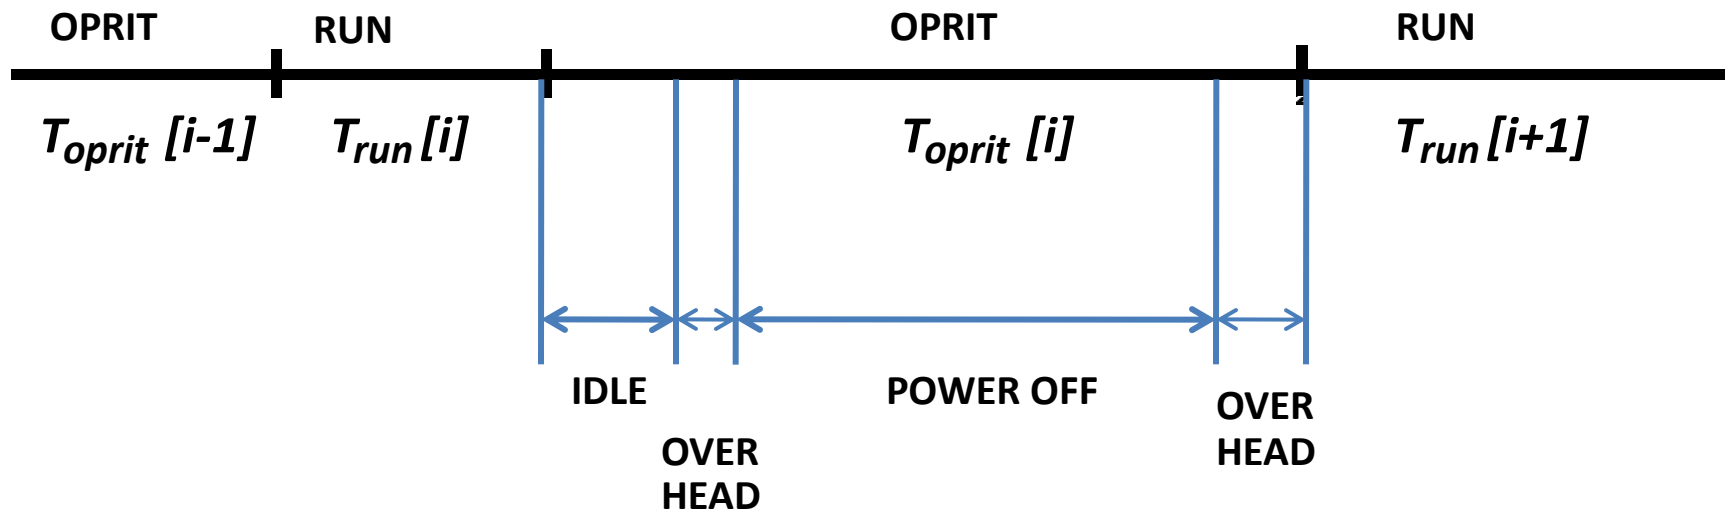 OPRIT RUN OPRIT RUN
T_oprit [i-1] T_run [i] T_oprit [i] T_run [i+1]
IDLE POWER OFF
OVER
HEAD
OVER
HEAD